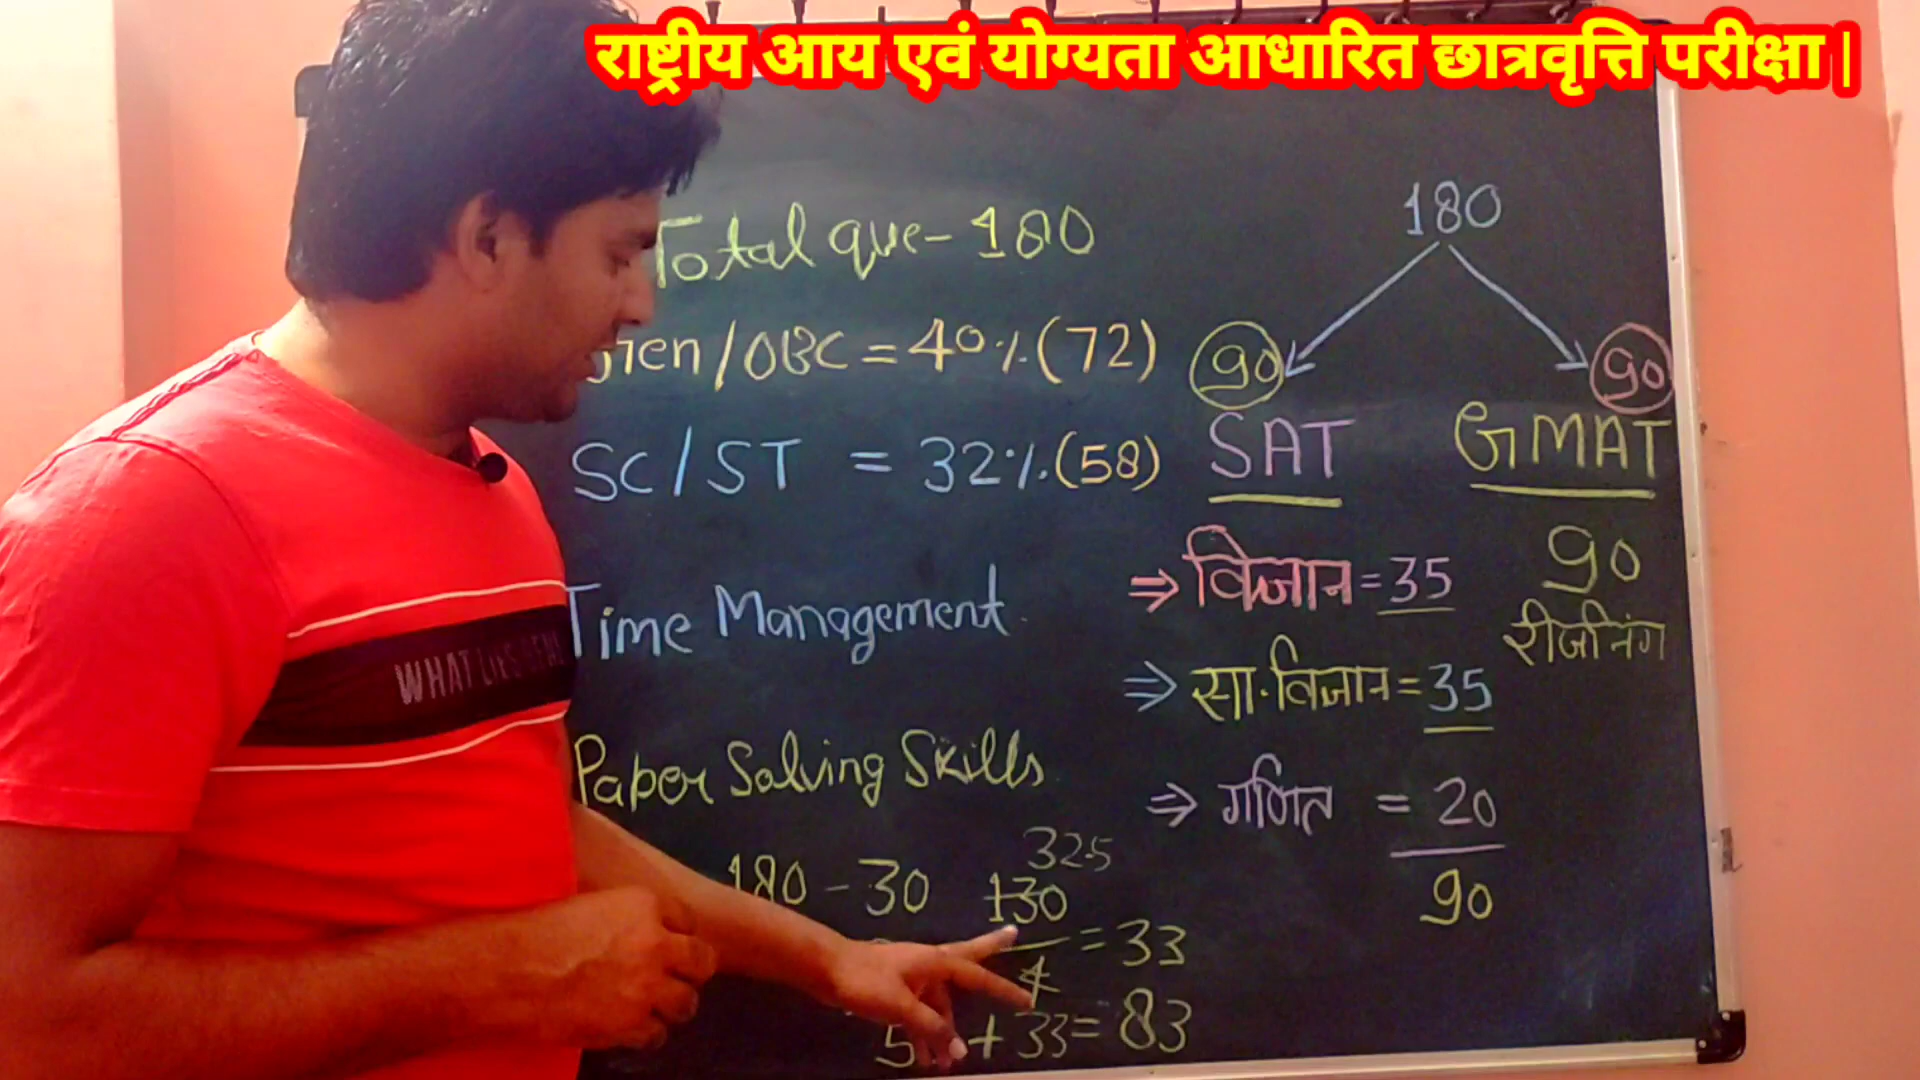 राष्ट्रीय आय एवं योग्यता आधारित छात्रवृत्ति परीक्षा |
Total que - 180
Gen/OBC = 40% (72)
SC/ST = 32% (58)
Time Management
Paper Solving Skills
180 - 30
32.5
130
4
= 33
+ 33 = 83
180
90
90
SAT
GMAT
⇒ विज्ञान = 35
⇒ सा. विज्ञान = 35
⇒ गणित = 20
90
90
रीजीनिंग
WHAT